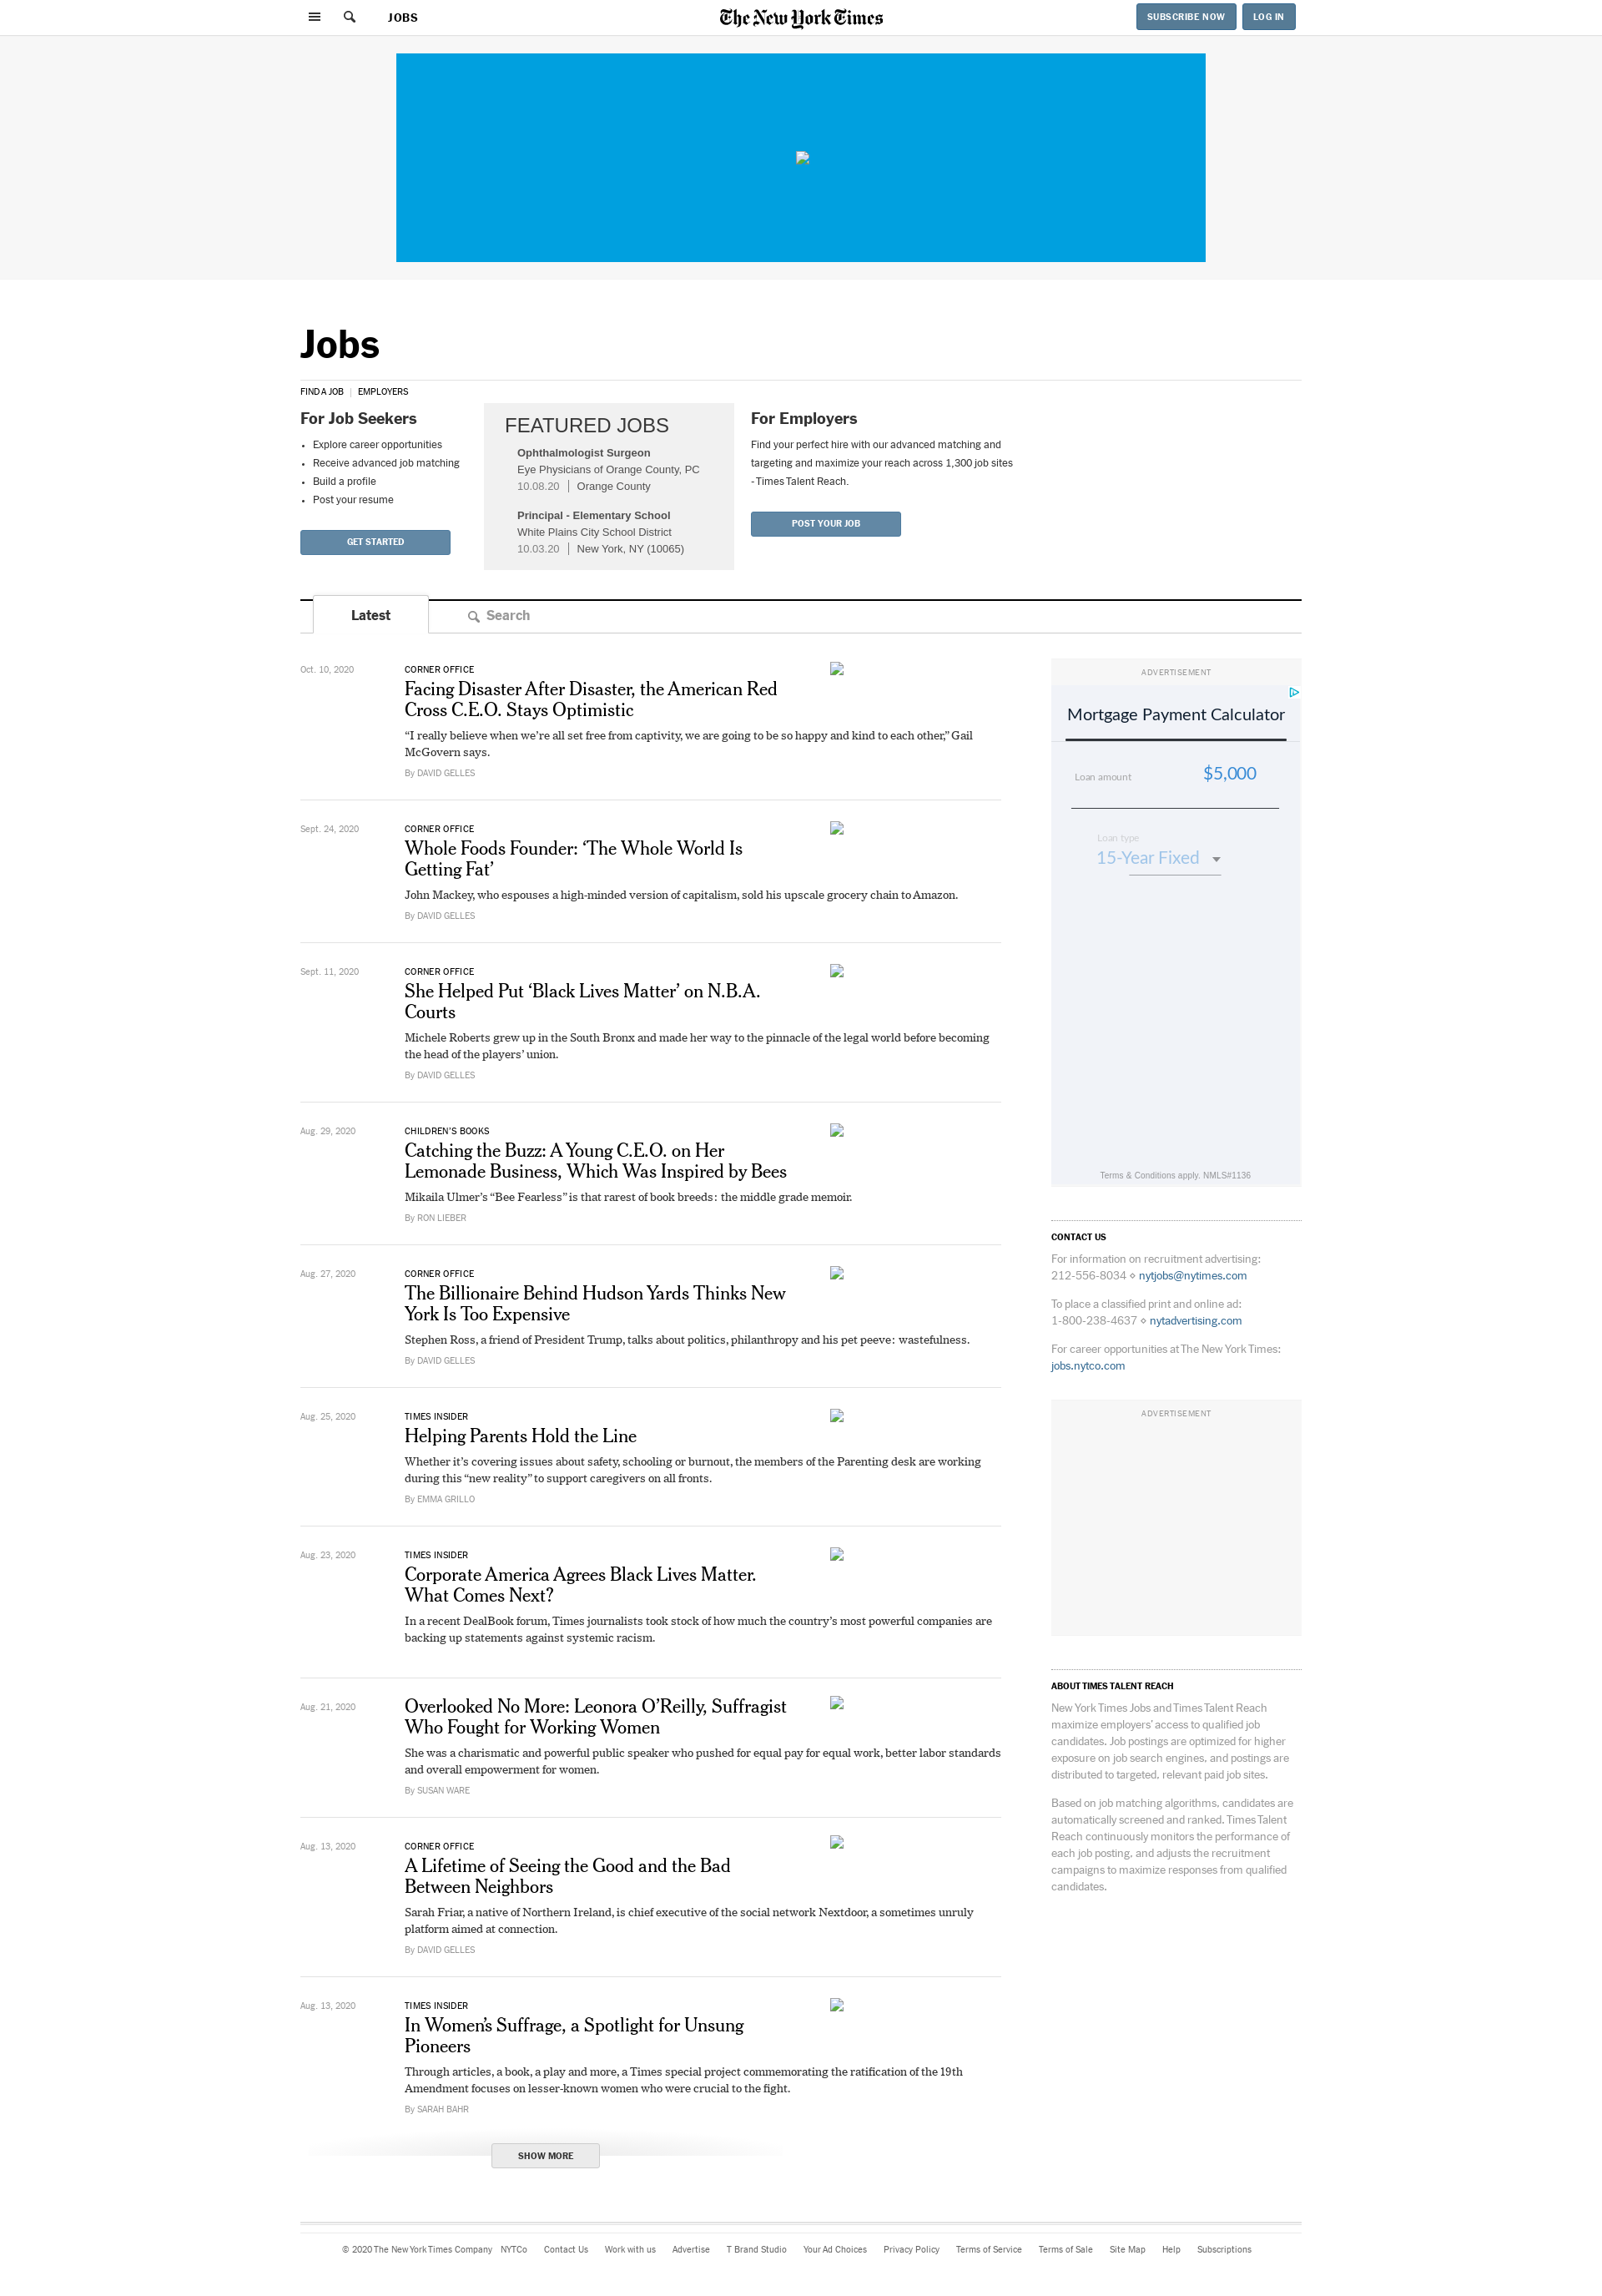 JOBS
The New York Times
SUBSCRIBE NOW
LOG IN
Jobs
FIND A JOB | EMPLOYERS
For Job Seekers
• Explore career opportunities
• Receive advanced job matching
• Build a profile
• Post your resume
GET STARTED
FEATURED JOBS
Ophthalmologist Surgeon
Eye Physicians of Orange County, PC
10.08.20 | Orange County
Principal - Elementary School
White Plains City School District
10.03.20 | New York, NY (10065)
For Employers
Find your perfect hire with our advanced matching and
targeting and maximize your reach across 1,300 job sites
- Times Talent Reach.
POST YOUR JOB
Latest
Search
Oct. 10, 2020
CORNER OFFICE
Facing Disaster After Disaster, the American Red
Cross C.E.O. Stays Optimistic
“I really believe when we’re all set free from captivity, we are going to be so happy and kind to each other,” Gail
McGovern says.
By DAVID GELLES
Sept. 24, 2020
CORNER OFFICE
Whole Foods Founder: ‘The Whole World Is
Getting Fat’
John Mackey, who espouses a high-minded version of capitalism, sold his upscale grocery chain to Amazon.
By DAVID GELLES
Sept. 11, 2020
CORNER OFFICE
She Helped Put ‘Black Lives Matter’ on N.B.A.
Courts
Michele Roberts grew up in the South Bronx and made her way to the pinnacle of the legal world before becoming
the head of the players’ union.
By DAVID GELLES
Aug. 29, 2020
CHILDREN’S BOOKS
Catching the Buzz: A Young C.E.O. on Her
Lemonade Business, Which Was Inspired by Bees
Mikaila Ulmer’s “Bee Fearless” is that rarest of book breeds: the middle grade memoir.
By RON LIEBER
Aug. 27, 2020
CORNER OFFICE
The Billionaire Behind Hudson Yards Thinks New
York Is Too Expensive
Stephen Ross, a friend of President Trump, talks about politics, philanthropy and his pet peeve: wastefulness.
By DAVID GELLES
Aug. 25, 2020
TIMES INSIDER
Helping Parents Hold the Line
Whether it’s covering issues about safety, schooling or burnout, the members of the Parenting desk are working
during this “new reality” to support caregivers on all fronts.
By EMMA GRILLO
Aug. 23, 2020
TIMES INSIDER
Corporate America Agrees Black Lives Matter.
What Comes Next?
In a recent DealBook forum, Times journalists took stock of how much the country’s most powerful companies are
backing up statements against systemic racism.
Aug. 21, 2020
Overlooked No More: Leonora O’Reilly, Suffragist
Who Fought for Working Women
She was a charismatic and powerful public speaker who pushed for equal pay for equal work, better labor standards
and overall empowerment for women.
By SUSAN WARE
Aug. 13, 2020
CORNER OFFICE
A Lifetime of Seeing the Good and the Bad
Between Neighbors
Sarah Friar, a native of Northern Ireland, is chief executive of the social network Nextdoor, a sometimes unruly
platform aimed at connection.
By DAVID GELLES
Aug. 13, 2020
TIMES INSIDER
In Women’s Suffrage, a Spotlight for Unsung
Pioneers
Through articles, a book, a play and more, a Times special project commemorating the ratification of the 19th
Amendment focuses on lesser-known women who were crucial to the fight.
By SARAH BAHR
SHOW MORE
ADVERTISEMENT
Mortgage Payment Calculator
Loan amount
$5,000
Loan type
15-Year Fixed
Terms & Conditions apply. NMLS#1136
CONTACT US
For information on recruitment advertising:
212-556-8034 ⋄ nytjobs@nytimes.com
To place a classified print and online ad:
1-800-238-4637 ⋄ nytadvertising.com
For career opportunities at The New York Times:
jobs.nytco.com
ADVERTISEMENT
ABOUT TIMES TALENT REACH
New York Times Jobs and Times Talent Reach
maximize employers’ access to qualified job
candidates. Job postings are optimized for higher
exposure on job search engines, and postings are
distributed to targeted, relevant paid job sites.
Based on job matching algorithms, candidates are
automatically screened and ranked. Times Talent
Reach continuously monitors the performance of
each job posting, and adjusts the recruitment
campaigns to maximize responses from qualified
candidates.
© 2020 The New York Times Company NYTCo Contact Us Work with us Advertise T Brand Studio Your Ad Choices Privacy Policy Terms of Service Terms of Sale Site Map Help Subscriptions